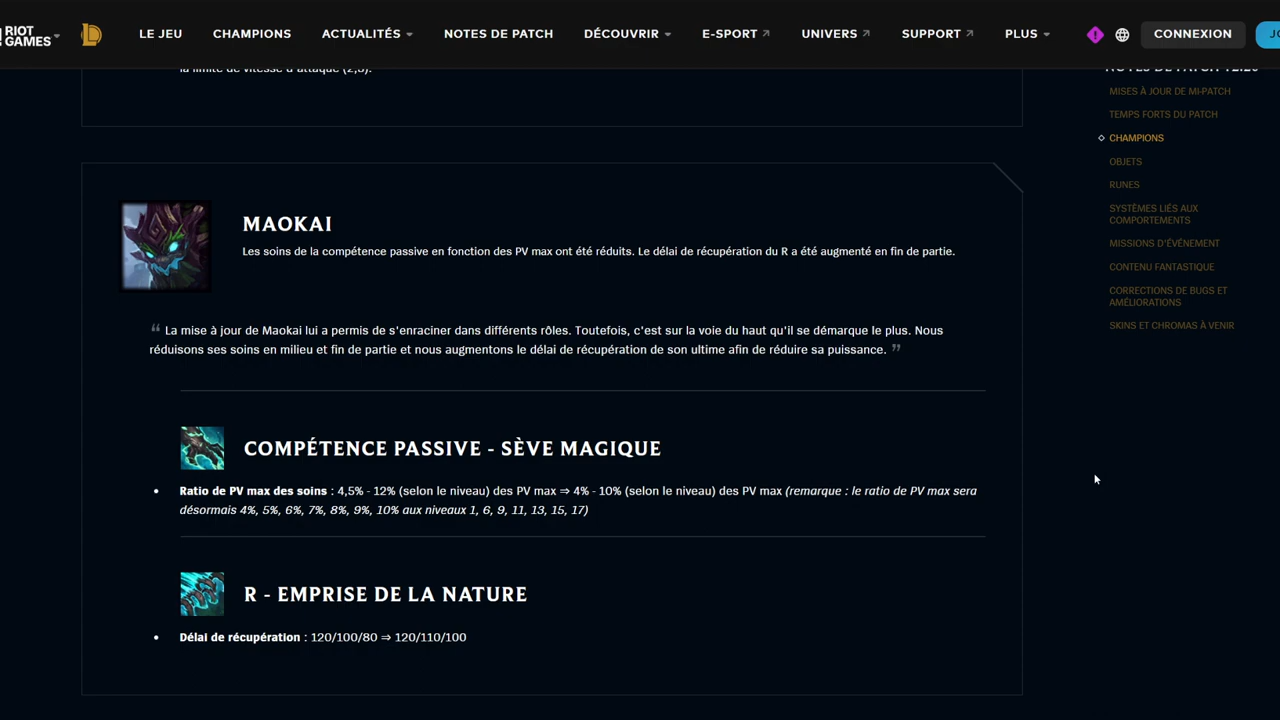 RIOT
GAMES
LE JEU
CHAMPIONS
ACTUALITÉS
NOTES DE PATCH
DÉCOUVRIR
E-SPORT
UNIVERS
SUPPORT
PLUS
CONNEXION
la limite de vitesse d'attaque (2,5).
MAOKAI
Les soins de la compétence passive en fonction des PV max ont été réduits. Le délai de récupération du R a été augmenté en fin de partie.
“ La mise à jour de Maokai lui a permis de s'enraciner dans différents rôles. Toutefois, c'est sur la voie du haut qu'il se démarque le plus. Nous
réduisons ses soins en milieu et fin de partie et nous augmentons le délai de récupération de son ultime afin de réduire sa puissance. ”
COMPÉTENCE PASSIVE - SÈVE MAGIQUE
• Ratio de PV max des soins : 4,5% - 12% (selon le niveau) des PV max ⇒ 4% - 10% (selon le niveau) des PV max (remarque : le ratio de PV max sera
désormais 4%, 5%, 6%, 7%, 8%, 9%, 10% aux niveaux 1, 6, 9, 11, 13, 15, 17)
R - EMPRISE DE LA NATURE
• Délai de récupération : 120/100/80 ⇒ 120/110/100
NOTES DE PATCH
MISES À JOUR DE MI-PATCH
TEMPS FORTS DU PATCH
CHAMPIONS
OBJETS
RUNES
SYSTÈMES LIÉS AUX
COMPORTEMENTS
MISSIONS D'ÉVÉNEMENT
CONTENU FANTASTIQUE
CORRECTIONS DE BUGS ET
AMÉLIORATIONS
SKINS ET CHROMAS À VENIR